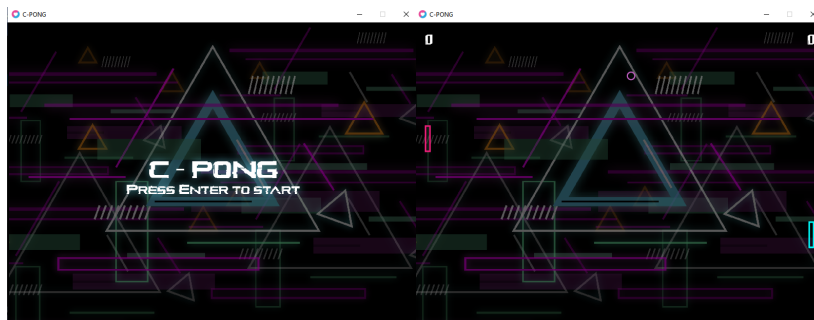 C-PONG
C - PONG
PRESS ENTER TO START
C-PONG
0
0